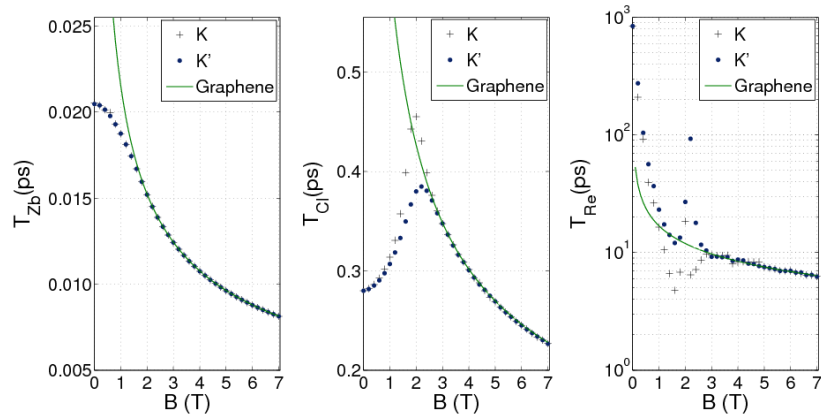 0.025
0.020
0.015
0.010
0.005
T_Zb(ps)
0 1 2 3 4 5 6 7
B (T)
+ K
• K'
Graphene
0.5
0.4
0.3
0.2
T_Cl(ps)
0 1 2 3 4 5 6 7
B (T)
+ K
• K'
Graphene
10^3
10^2
10^1
10^0
T_Re(ps)
0 1 2 3 4 5 6 7
B (T)
+ K
• K'
Graphene